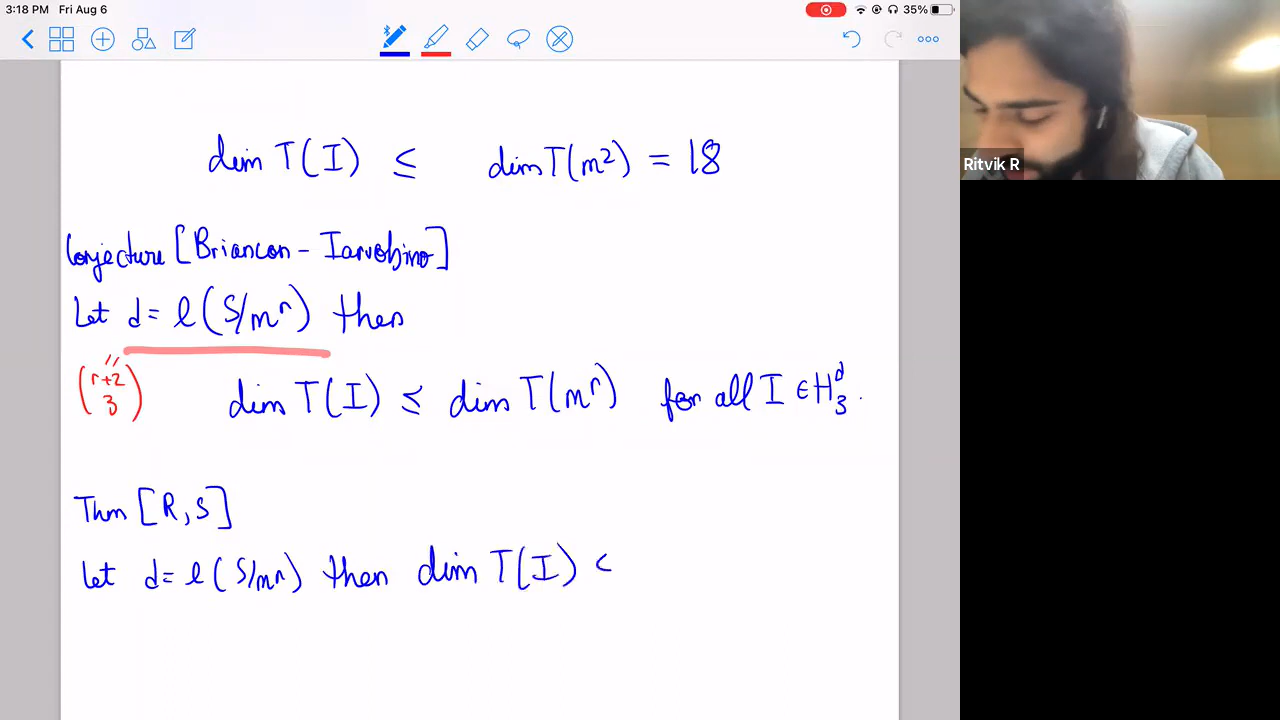 3:18 PM Fri Aug 6
35%
dim T(I) ≤ dim T(m²) = 18
Ritvik R
Conjecture [Briancon - Iarrobino]
Let d = l(S/mʳ) then
(r+2 3)
dim T(I) ≤ dim T(mʳ) for all I ∈ H₃ᵈ.
Thm [R, S]
Let d = l(S/mʳ) then dim T(I) <